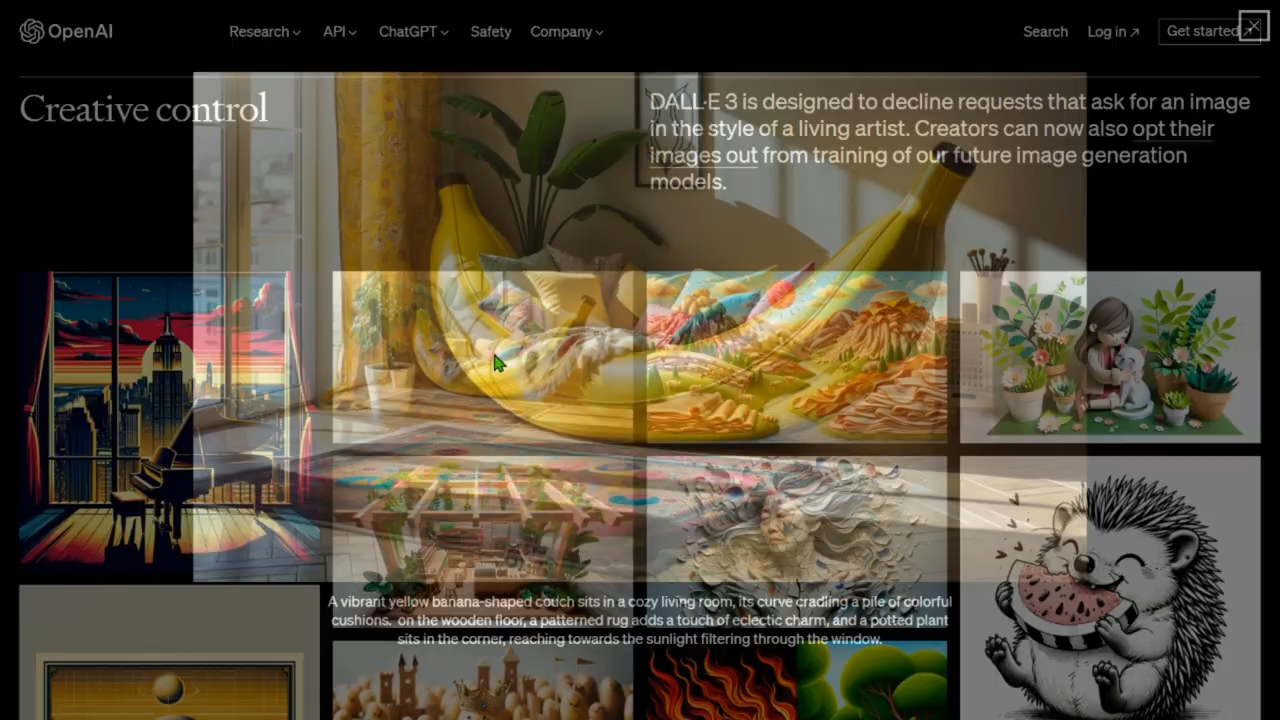 OpenAI
Research
API
ChatGPT
Safety
Company
Search
Log in ↗
Get started ↗
Creative control
DALL·E 3 is designed to decline requests that ask for an image
in the style of a living artist. Creators can now also opt their
images out from training of our future image generation
models.
A vibrant yellow banana-shaped couch sits in a cozy living room, its curve cradling a pile of colorful
cushions. on the wooden floor, a patterned rug adds a touch of eclectic charm, and a potted plant
sits in the corner, reaching towards the sunlight filtering through the window.